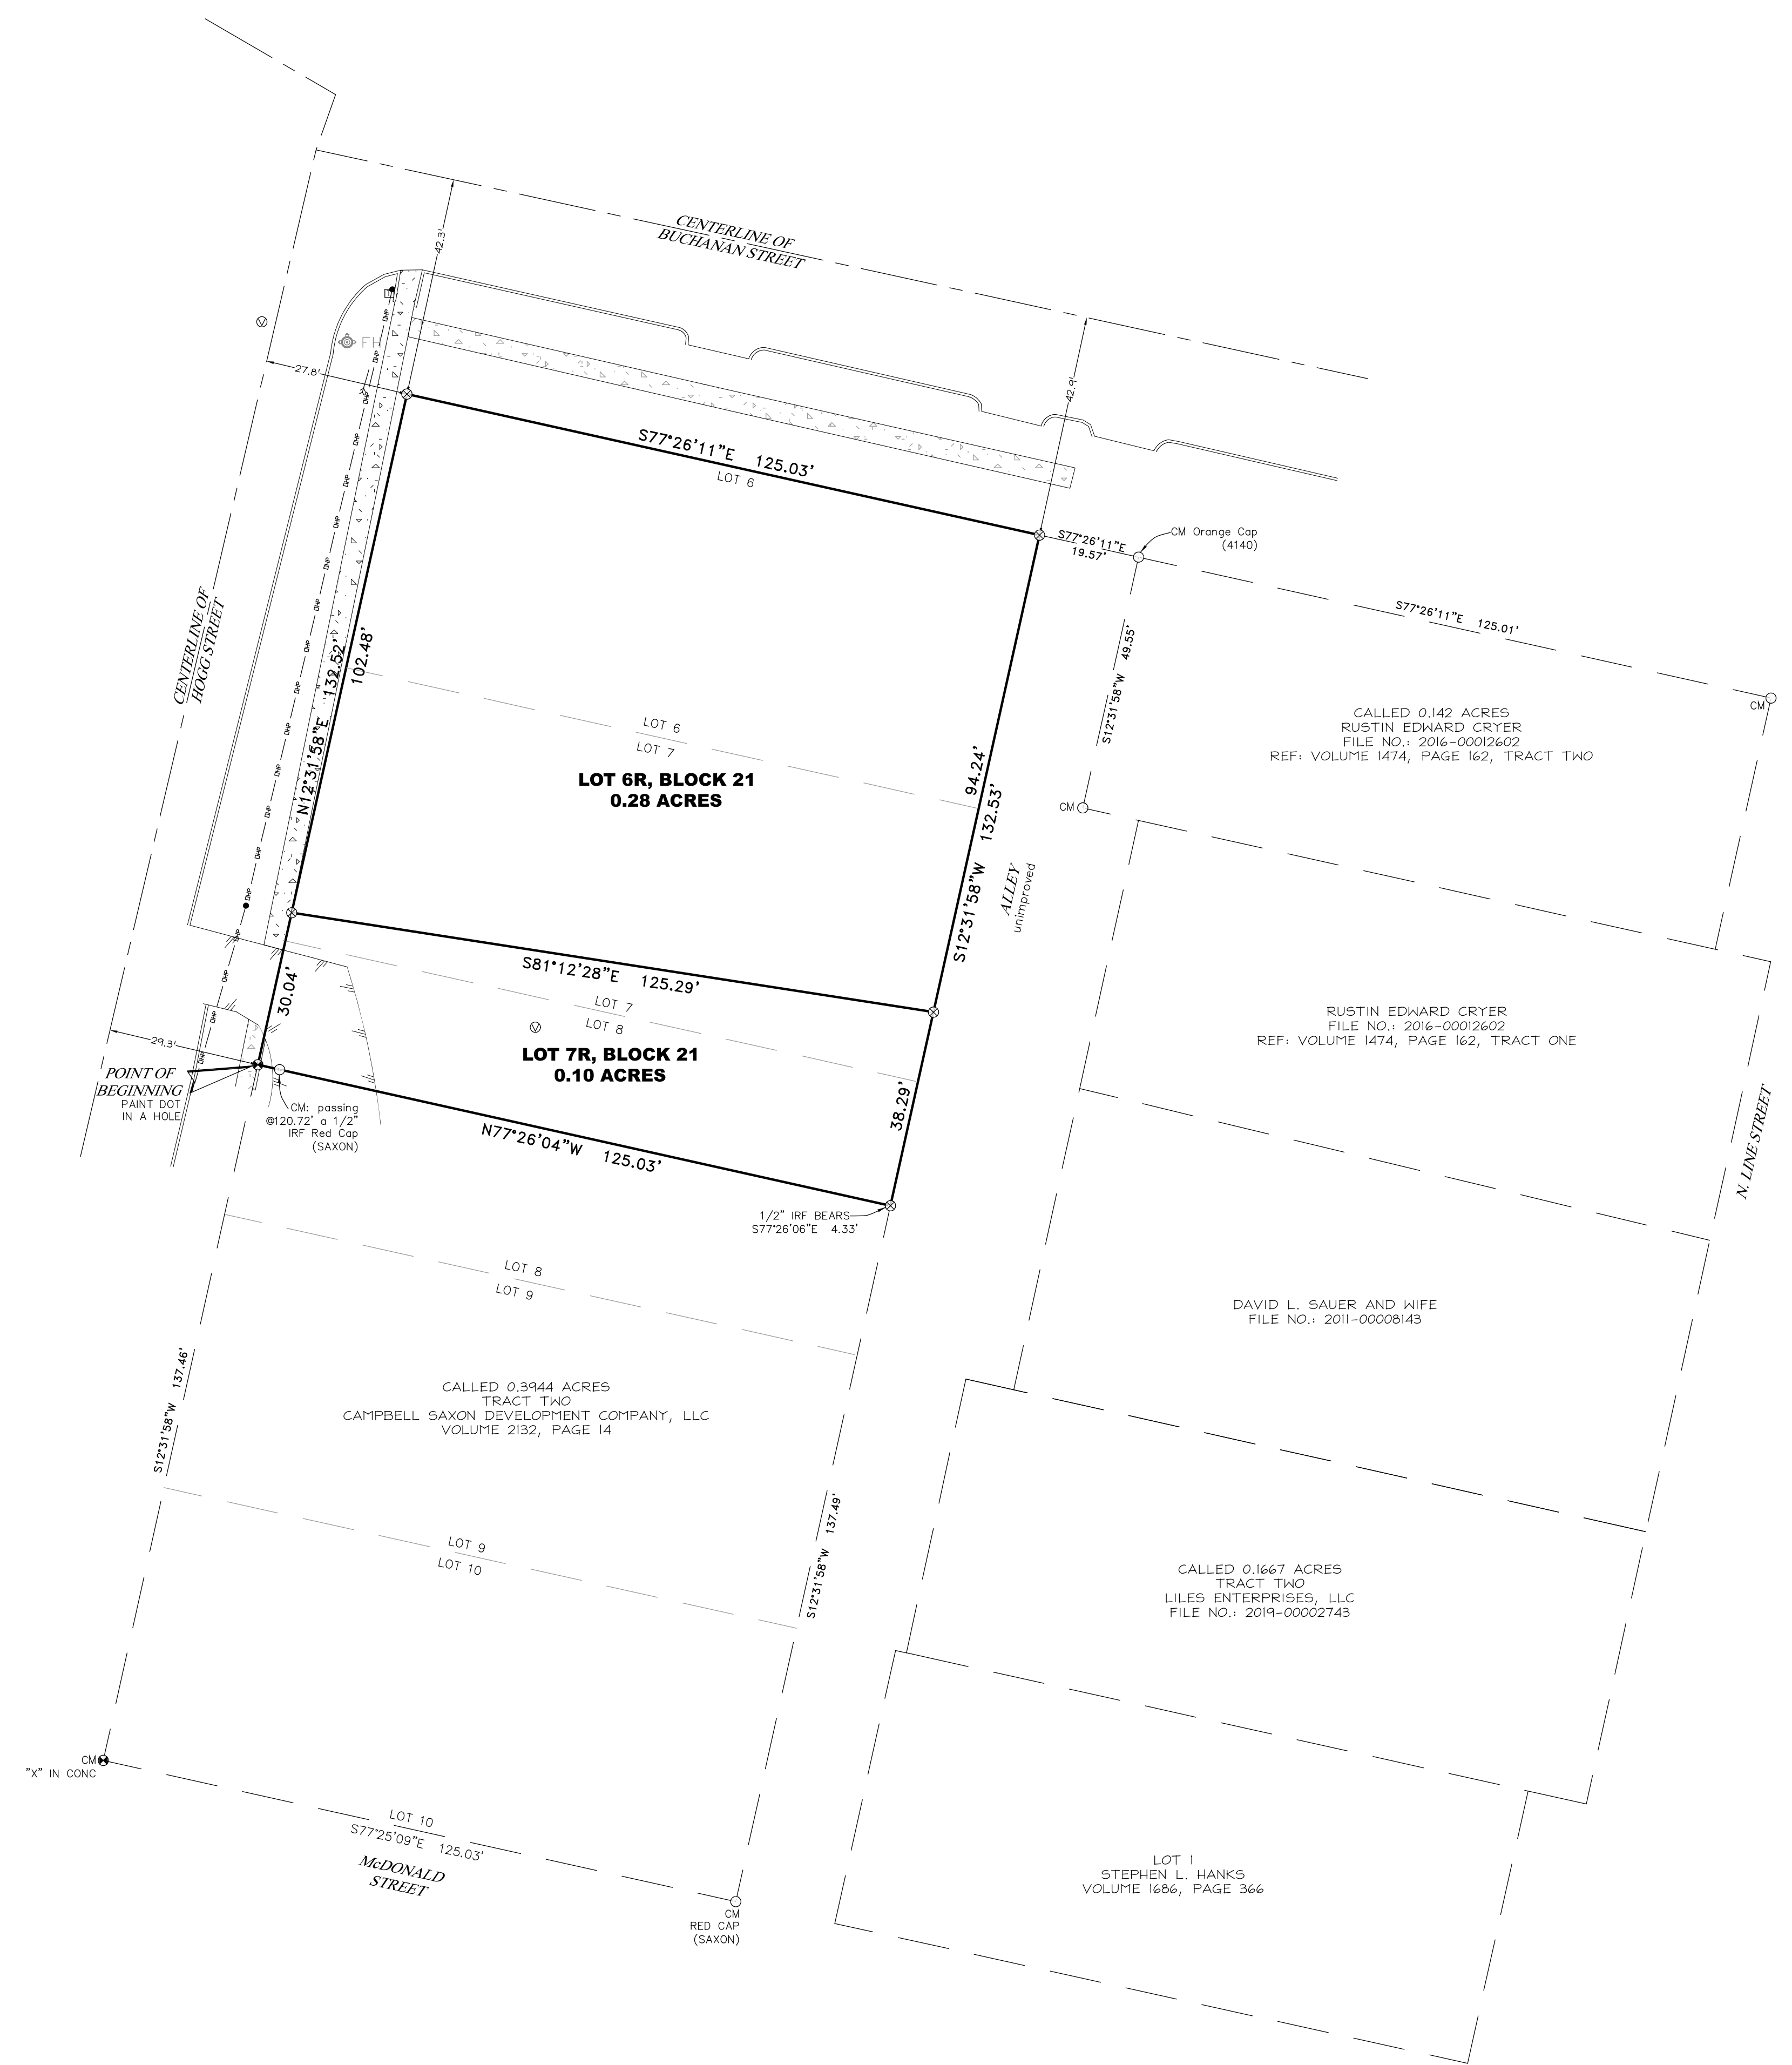 CENTERLINE OF
BUCHANAN STREET
42.3'
FH
27.8'
42.9'
S77°26'11"E 125.03'
LOT 6
S77°26'11"E
19.57'
CM Orange Cap
(4140)
S77°26'11"E 125.01'
CM
CENTERLINE OF
HOGG STREET
OHP
N12°31'58"E 132.52'
102.48'
S12°31'58"W 49.55'
CALLED 0.142 ACRES
RUSTIN EDWARD CRYER
FILE NO.: 2016-00012602
REF: VOLUME 1474, PAGE 162, TRACT TWO
LOT 6
LOT 7
LOT 6R, BLOCK 21
0.28 ACRES
94.24'
S12°31'58"W 132.53'
CM
ALLEY
unimproved
S81°12'28"E 125.29'
30.04'
LOT 7
LOT 8
LOT 7R, BLOCK 21
0.10 ACRES
38.29'
RUSTIN EDWARD CRYER
FILE NO.: 2016-00012602
REF: VOLUME 1474, PAGE 162, TRACT ONE
N. LINE STREET
29.3'
POINT OF
BEGINNING
PAINT DOT
IN A HOLE
CM: passing
@120.72' a 1/2"
IRF Red Cap
(SAXON)
N77°26'04"W 125.03'
1/2" IRF BEARS
S77°26'06"E 4.33'
LOT 8
LOT 9
DAVID L. SAUER AND WIFE
FILE NO.: 2011-00008143
S12°31'58"W 137.46'
CALLED 0.3944 ACRES
TRACT TWO
CAMPBELL SAXON DEVELOPMENT COMPANY, LLC
VOLUME 2132, PAGE 14
S12°31'58"W 137.49'
LOT 9
LOT 10
CALLED 0.1667 ACRES
TRACT TWO
LILES ENTERPRISES, LLC
FILE NO.: 2019-00002743
CM
"X" IN CONC
LOT 10
S77°25'09"E 125.03'
McDONALD
STREET
CM
RED CAP
(SAXON)
LOT 1
STEPHEN L. HANKS
VOLUME 1686, PAGE 366